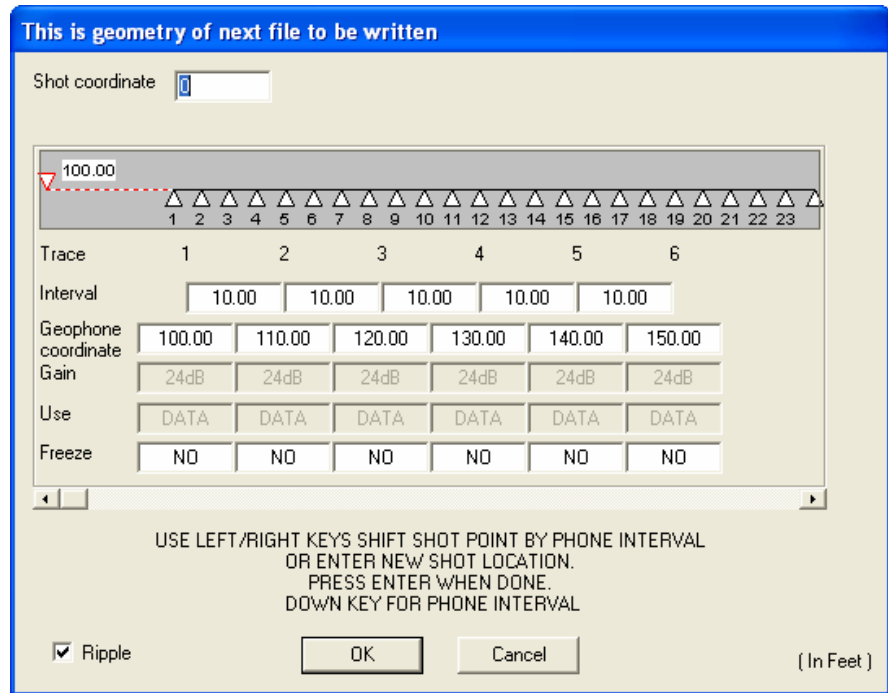 This is geometry of next file to be written
Shot coordinate 0
100.00
1 2 3 4 5 6 7 8 9 10 11 12 13 14 15 16 17 18 19 20 21 22 23
Trace 1 2 3 4 5 6
Interval 10.00 10.00 10.00 10.00 10.00
Geophone coordinate 100.00 110.00 120.00 130.00 140.00 150.00
Gain 24dB 24dB 24dB 24dB 24dB 24dB
Use DATA DATA DATA DATA DATA DATA
Freeze NO NO NO NO NO NO
USE LEFT/RIGHT KEYS SHIFT SHOT POINT BY PHONE INTERVAL
OR ENTER NEW SHOT LOCATION.
PRESS ENTER WHEN DONE.
DOWN KEY FOR PHONE INTERVAL
Ripple OK Cancel ( In Feet )